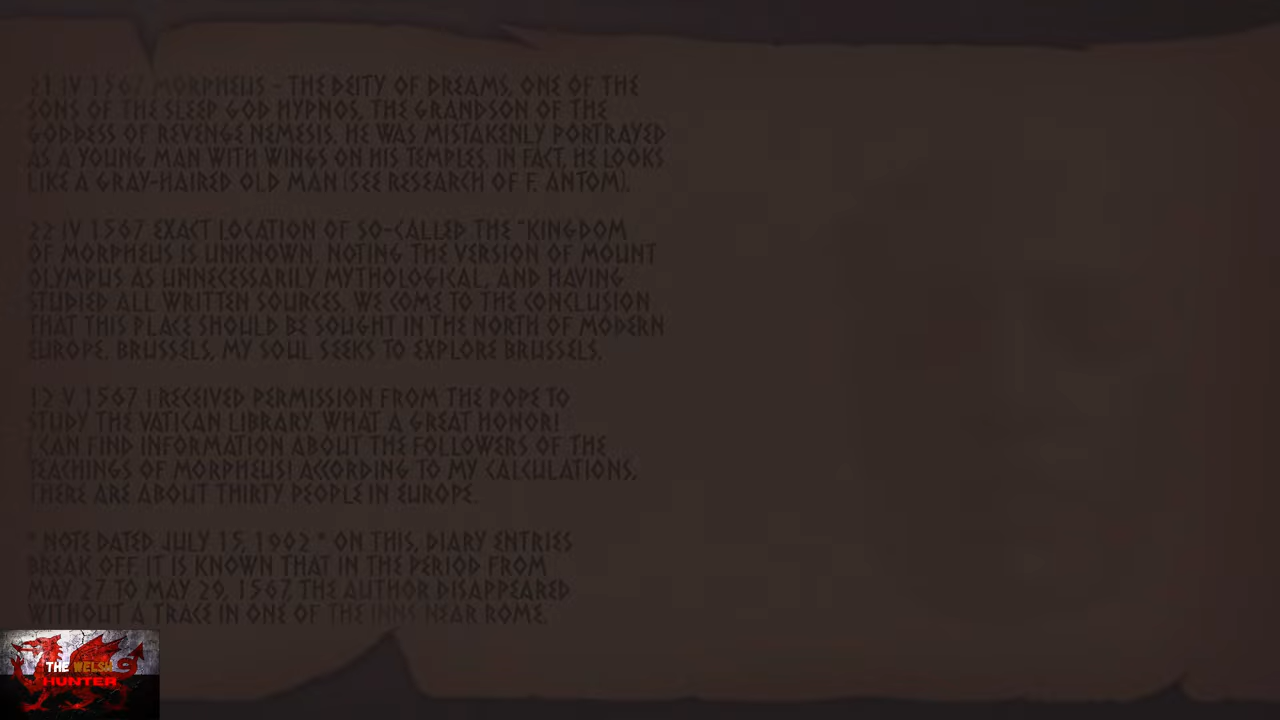 21 IV 1567 MORPHEUS - THE DEITY OF DREAMS, ONE OF THE
SONS OF THE SLEEP GOD HYPNOS, THE GRANDSON OF THE
GODDESS OF REVENGE NEMESIS. HE WAS MISTAKENLY PORTRAYED
AS A YOUNG MAN WITH WINGS ON HIS TEMPLES. IN FACT, HE LOOKS
LIKE A GRAY-HAIRED OLD MAN (SEE RESEARCH OF F. ANTOM).
22 IV 1567 EXACT LOCATION OF SO-CALLED THE "KINGDOM
OF MORPHEUS IS UNKNOWN. NOTING THE VERSION OF MOUNT
OLYMPUS AS UNNECESSARILY MYTHOLOGICAL, AND HAVING
STUDIED ALL WRITTEN SOURCES, WE COME TO THE CONCLUSION
THAT THIS PLACE SHOULD BE SOUGHT IN THE NORTH OF MODERN
EUROPE. BRUSSELS, MY SOUL SEEKS TO EXPLORE BRUSSELS.
12 V 1567 I RECEIVED PERMISSION FROM THE POPE TO
STUDY THE VATICAN LIBRARY. WHAT A GREAT HONOR!
I CAN FIND INFORMATION ABOUT THE FOLLOWERS OF THE
TEACHINGS OF MORPHEUS! ACCORDING TO MY CALCULATIONS,
THERE ARE ABOUT THIRTY PEOPLE IN EUROPE.
* NOTE DATED JULY 15, 1902 * ON THIS, DIARY ENTRIES
BREAK OFF. IT IS KNOWN THAT IN THE PERIOD FROM
MAY 27 TO MAY 29, 1567, THE AUTHOR DISAPPEARED
WITHOUT A TRACE IN ONE OF THE INNS NEAR ROME.
THE WELSH
HUNTER